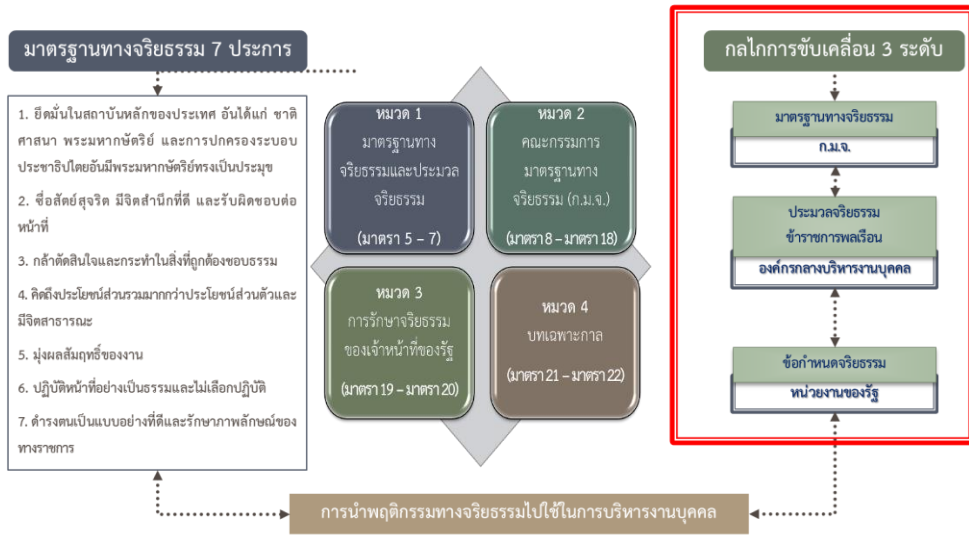 มาตรฐานทางจริยธรรม 7 ประการ
1. ยึดมั่นในสถาบันหลักของประเทศ อันได้แก่ ชาติ
ศาสนา พระมหากษัตริย์ และการปกครองระบอบ
ประชาธิปไตยอันมีพระมหากษัตริย์ทรงเป็นประมุข
2. ซื่อสัตย์สุจริต มีจิตสำนึกที่ดี และรับผิดชอบต่อ
หน้าที่
3. กล้าตัดสินใจและกระทำในสิ่งที่ถูกต้องชอบธรรม
4. คิดถึงประโยชน์ส่วนรวมมากกว่าประโยชน์ส่วนตัวและ
มีจิตสาธารณะ
5. มุ่งผลสัมฤทธิ์ของงาน
6. ปฏิบัติหน้าที่อย่างเป็นธรรมและไม่เลือกปฏิบัติ
7. ดำรงตนเป็นแบบอย่างที่ดีและรักษาภาพลักษณ์ของ
ทางราชการ
หมวด 1
มาตรฐานทาง
จริยธรรมและประมวล
จริยธรรม
(มาตรา 5 – 7)
หมวด 2
คณะกรรมการ
มาตรฐานทาง
จริยธรรม (ก.ม.จ.)
(มาตรา 8 – มาตรา 18)
หมวด 3
การรักษาจริยธรรม
ของเจ้าหน้าที่ของรัฐ
(มาตรา 19 – มาตรา 20)
หมวด 4
บทเฉพาะกาล
(มาตรา 21 – มาตรา 22)
กลไกการขับเคลื่อน 3 ระดับ
มาตรฐานทางจริยธรรม
ก.ม.จ.
ประมวลจริยธรรม
ข้าราชการพลเรือน
องค์กรกลางบริหารงานบุคคล
ข้อกำหนดจริยธรรม
หน่วยงานของรัฐ
การนำพฤติกรรมทางจริยธรรมไปใช้ในการบริหารงานบุคคล